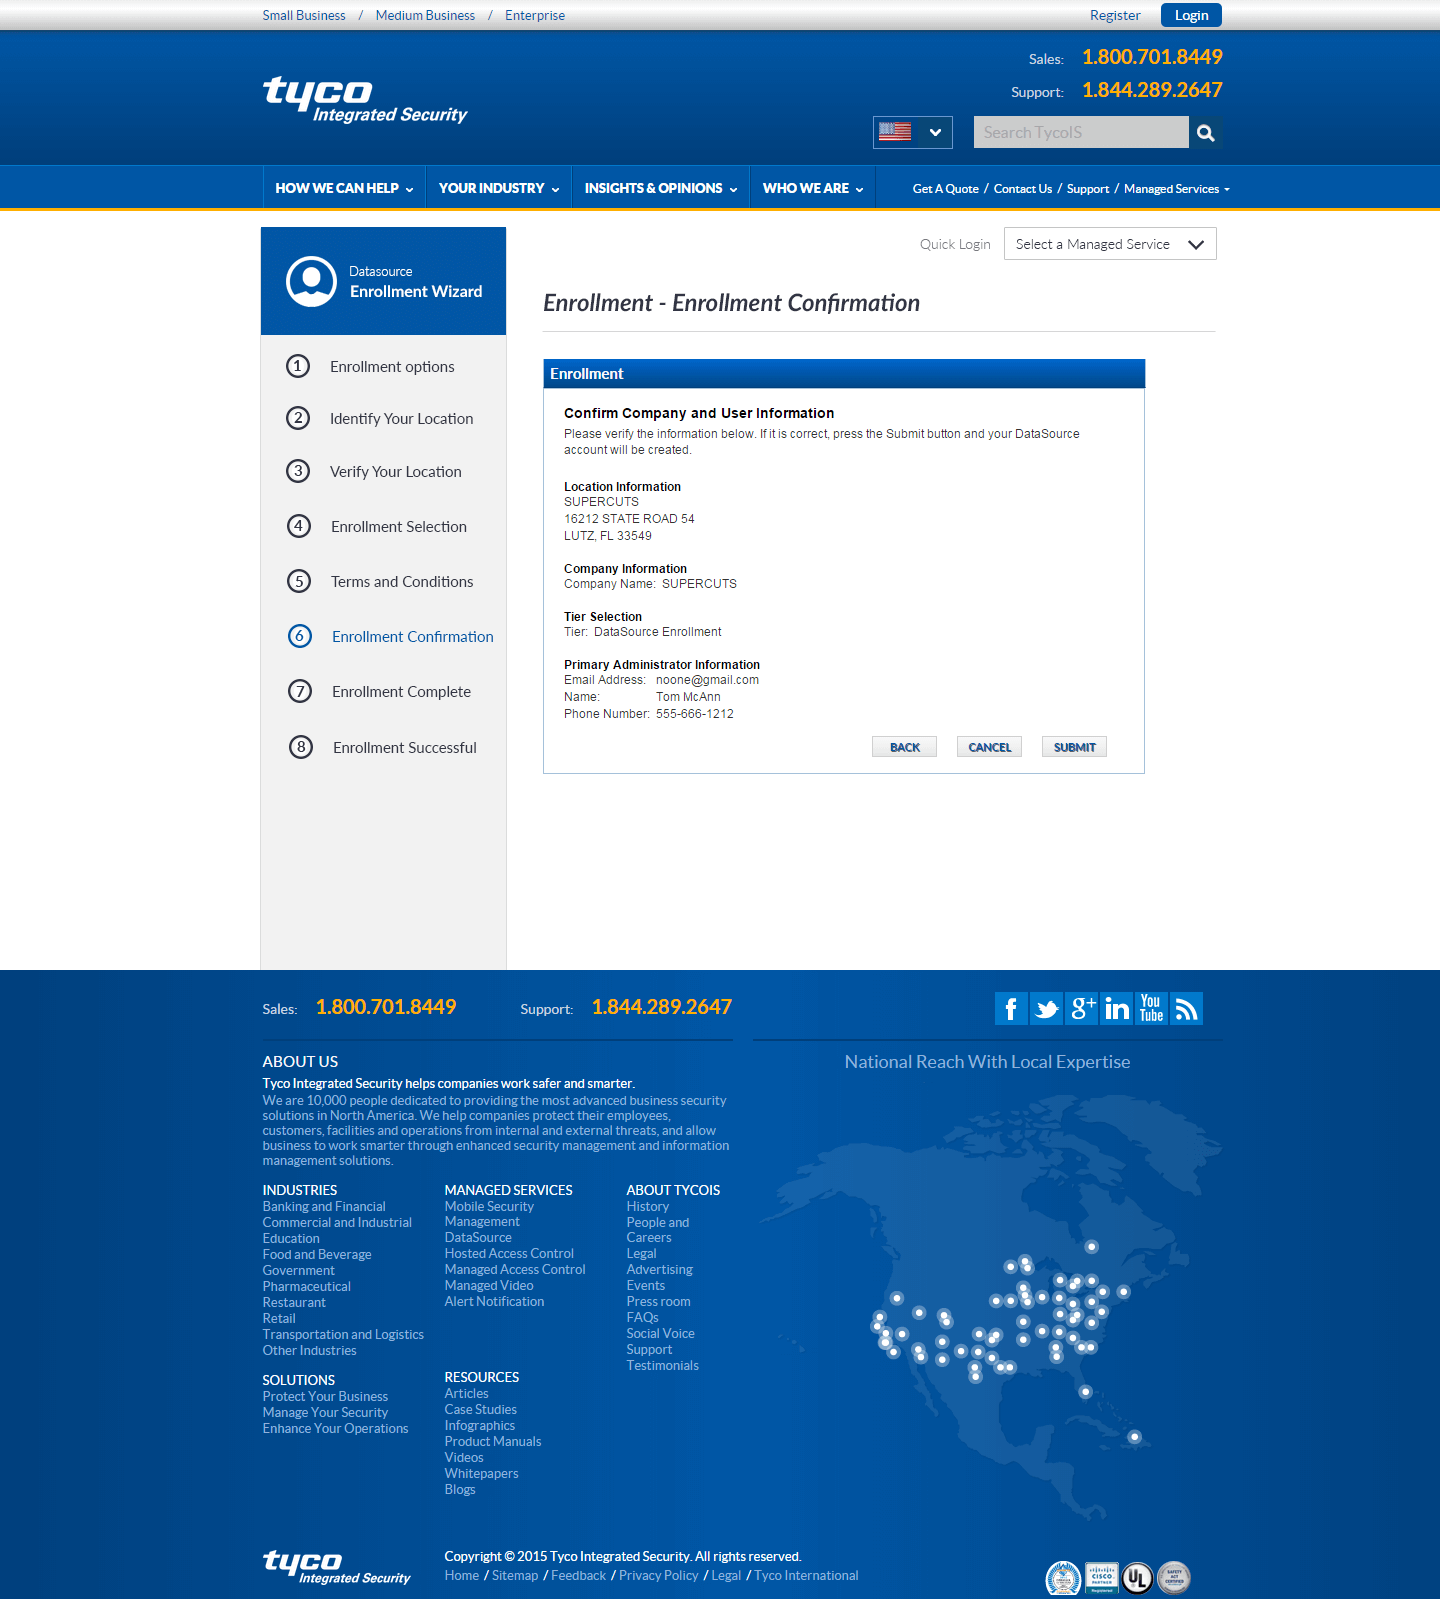 Small Business / Medium Business / Enterprise
Register Login
Sales: 1.800.701.8449
Support: 1.844.289.2647
tyco
Integrated Security
Search TycoIS
HOW WE CAN HELP YOUR INDUSTRY INSIGHTS & OPINIONS WHO WE ARE Get A Quote / Contact Us / Support / Managed Services
Quick Login Select a Managed Service
Datasource
Enrollment Wizard
1 Enrollment options
2 Identify Your Location
3 Verify Your Location
4 Enrollment Selection
5 Terms and Conditions
6 Enrollment Confirmation
7 Enrollment Complete
8 Enrollment Successful
Enrollment - Enrollment Confirmation
Enrollment
Confirm Company and User Information
Please verify the information below. If it is correct, press the Submit button and your DataSource
account will be created.
Location Information
SUPERCUTS
16212 STATE ROAD 54
LUTZ, FL 33549
Company Information
Company Name: SUPERCUTS
Tier Selection
Tier: DataSource Enrollment
Primary Administrator Information
Email Address: noone@gmail.com
Name: Tom McAnn
Phone Number: 555-666-1212
BACK CANCEL SUBMIT
Sales: 1.800.701.8449 Support: 1.844.289.2647
f g+ in You Tube
ABOUT US
Tyco Integrated Security helps companies work safer and smarter.
We are 10,000 people dedicated to providing the most advanced business security
solutions in North America. We help companies protect their employees,
customers, facilities and operations from internal and external threats, and allow
business to work smarter through enhanced security management and information
management solutions.
National Reach With Local Expertise
INDUSTRIES
Banking and Financial
Commercial and Industrial
Education
Food and Beverage
Government
Pharmaceutical
Restaurant
Retail
Transportation and Logistics
Other Industries
SOLUTIONS
Protect Your Business
Manage Your Security
Enhance Your Operations
MANAGED SERVICES
Mobile Security
Management
DataSource
Hosted Access Control
Managed Access Control
Managed Video
Alert Notification
RESOURCES
Articles
Case Studies
Infographics
Product Manuals
Videos
Whitepapers
Blogs
ABOUT TYCOIS
History
People and
Careers
Legal
Advertising
Events
Press room
FAQs
Social Voice
Support
Testimonials
tyco
Integrated Security
Copyright © 2015 Tyco Integrated Security. All rights reserved.
Home / Sitemap / Feedback / Privacy Policy / Legal / Tyco International
CISCO
PARTNER
UL
SAFETY
ACT
CERTIFIED